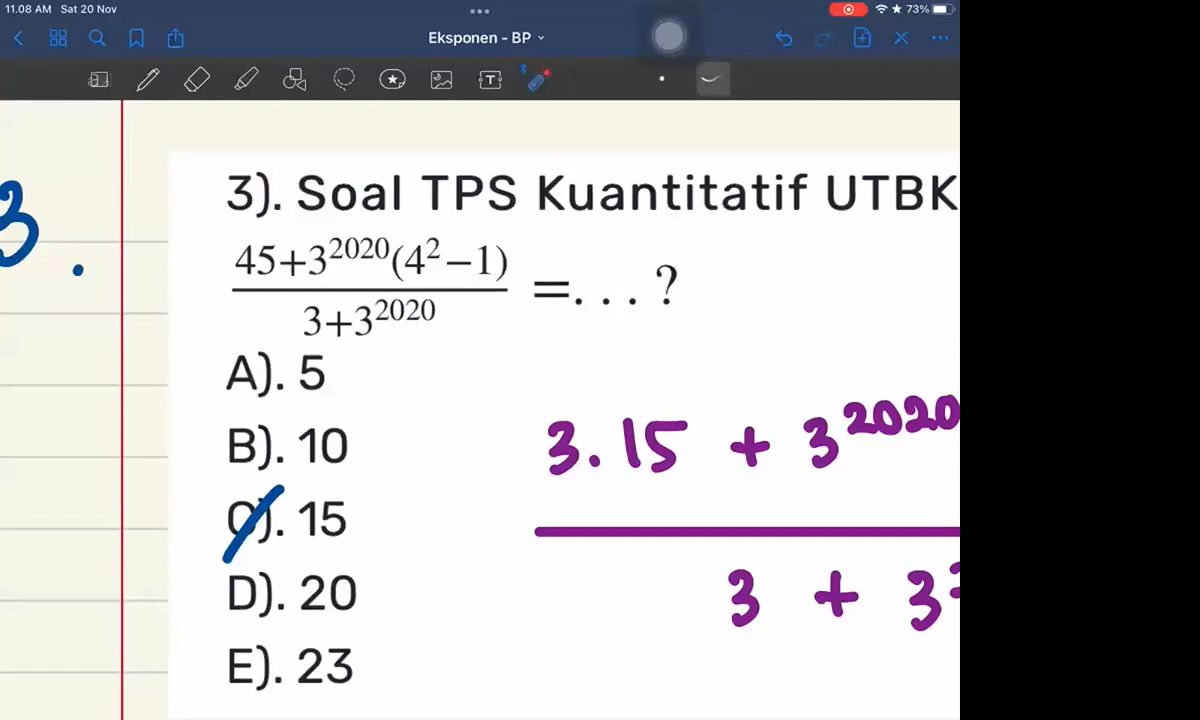 11.08 AM Sat 20 Nov 73%
Eksponen - BP
3.
3). Soal TPS Kuantitatif UTBK
45+3^2020(4^2−1)
3+3^2020
=...?
A). 5
B). 10
C). 15
D). 20
E). 23
3.15 + 3^2020
3 + 3